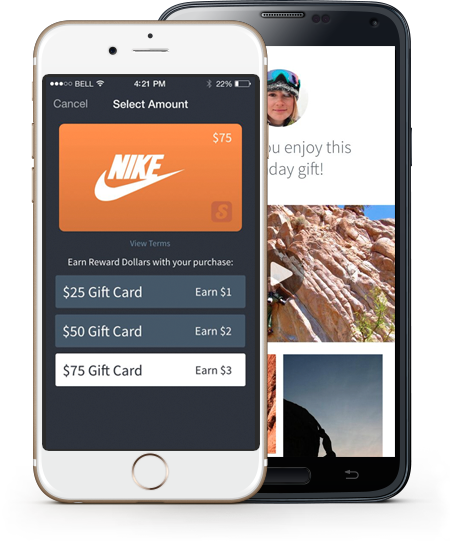 BELL
4:21 PM
22%
Cancel
Select Amount
$75
NIKE
S
View Terms
Earn Reward Dollars with your purchase:
$25 Gift Card
Earn $1
$50 Gift Card
Earn $2
$75 Gift Card
Earn $3
u enjoy this
day gift!